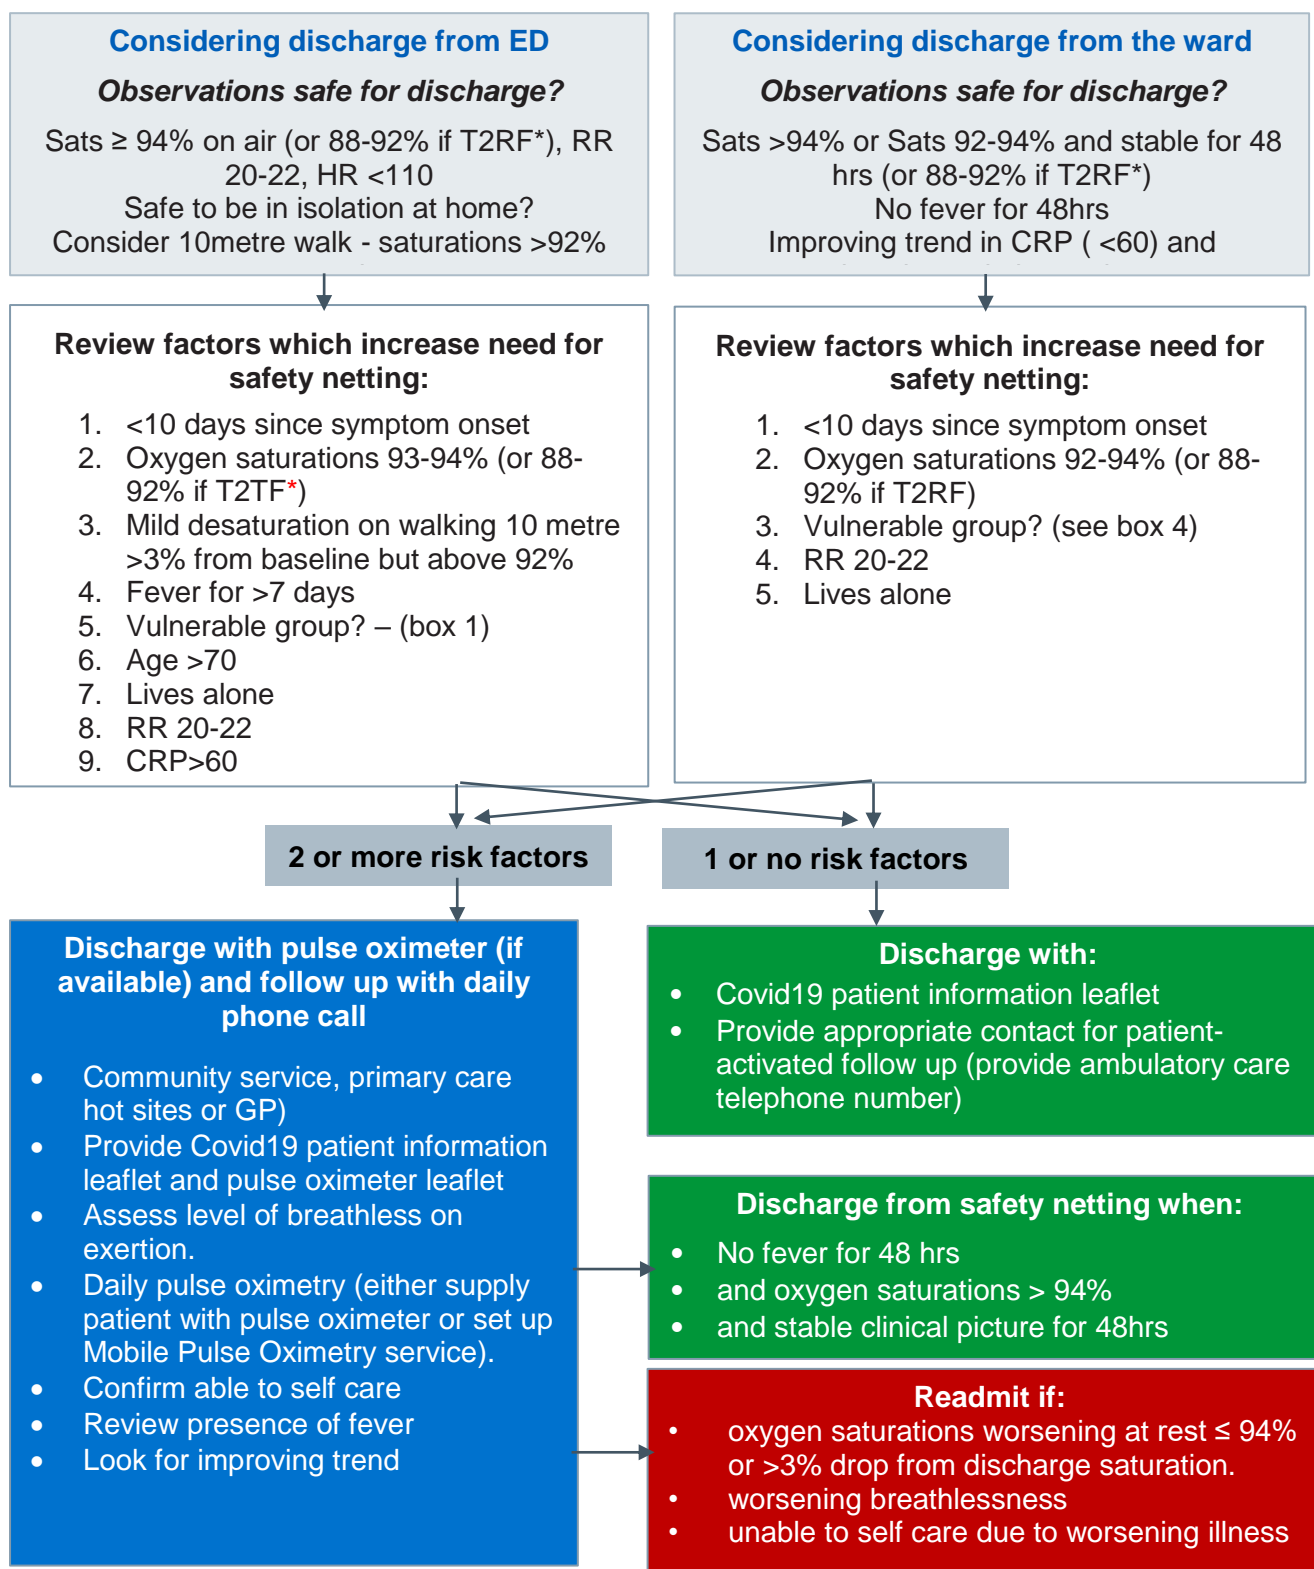 Considering discharge from ED
Observations safe for discharge?
Sats ≥ 94% on air (or 88-92% if T2RF*), RR
20-22, HR <110
Safe to be in isolation at home?
Consider 10metre walk - saturations >92%
Considering discharge from the ward
Observations safe for discharge?
Sats >94% or Sats 92-94% and stable for 48
hrs (or 88-92% if T2RF*)
No fever for 48hrs
Improving trend in CRP ( <60) and
Review factors which increase need for
safety netting:
1. <10 days since symptom onset
2. Oxygen saturations 93-94% (or 88-
92% if T2TF*)
3. Mild desaturation on walking 10 metre
>3% from baseline but above 92%
4. Fever for >7 days
5. Vulnerable group? – (box 1)
6. Age >70
7. Lives alone
8. RR 20-22
9. CRP>60
Review factors which increase need for
safety netting:
1. <10 days since symptom onset
2. Oxygen saturations 92-94% (or 88-
92% if T2RF)
3. Vulnerable group? (see box 4)
4. RR 20-22
5. Lives alone
2 or more risk factors
1 or no risk factors
Discharge with pulse oximeter (if
available) and follow up with daily
phone call
• Community service, primary care
hot sites or GP)
• Provide Covid19 patient information
leaflet and pulse oximeter leaflet
• Assess level of breathless on
exertion.
• Daily pulse oximetry (either supply
patient with pulse oximeter or set up
Mobile Pulse Oximetry service).
• Confirm able to self care
• Review presence of fever
• Look for improving trend
Discharge with:
• Covid19 patient information leaflet
• Provide appropriate contact for patient-
activated follow up (provide ambulatory care
telephone number)
Discharge from safety netting when:
• No fever for 48 hrs
• and oxygen saturations > 94%
• and stable clinical picture for 48hrs
Readmit if:
• oxygen saturations worsening at rest ≤ 94%
or >3% drop from discharge saturation.
• worsening breathlessness
• unable to self care due to worsening illness